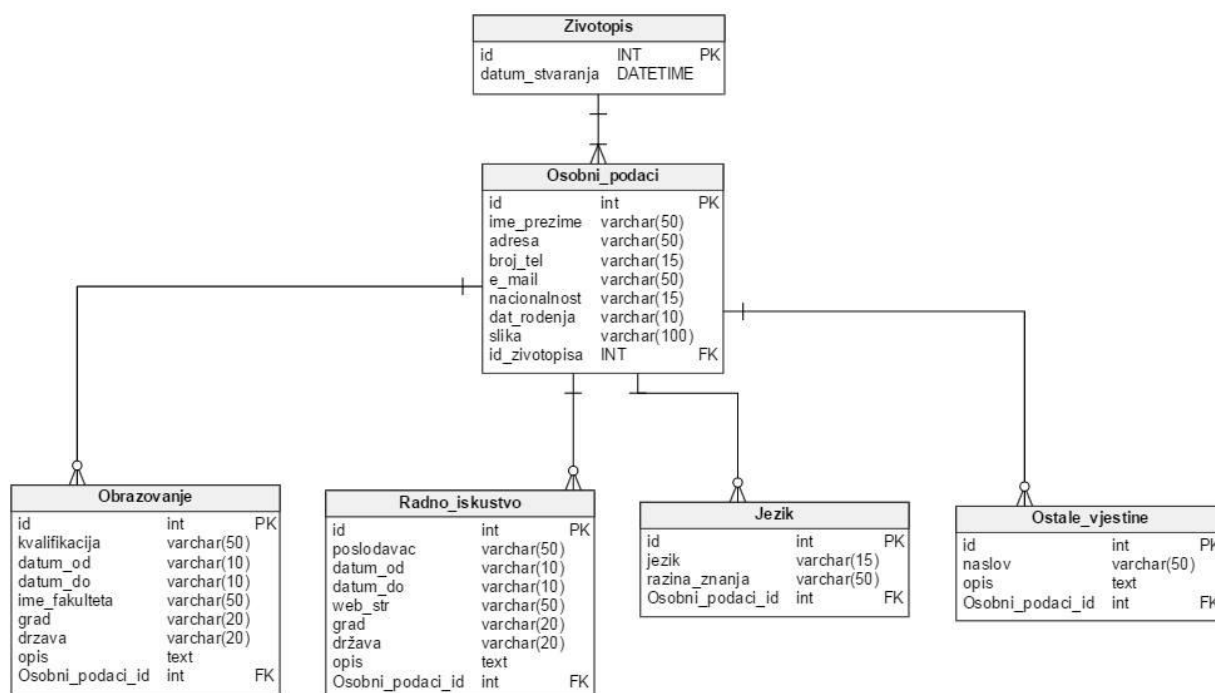 Zivotopis
id INT PK
datum_stvaranja DATETIME
Osobni_podaci
id int PK
ime_prezime varchar(50)
adresa varchar(50)
broj_tel varchar(15)
e_mail varchar(50)
nacionalnost varchar(15)
dat_rodenja varchar(10)
slika varchar(100)
id_zivotopisa INT FK
Obrazovanje
id int PK
kvalifikacija varchar(50)
datum_od varchar(10)
datum_do varchar(10)
ime_fakulteta varchar(50)
grad varchar(20)
drzava varchar(20)
opis text
Osobni_podaci_id int FK
Radno_iskustvo
id int PK
poslodavac varchar(50)
datum_od varchar(10)
datum_do varchar(10)
web_str varchar(50)
grad varchar(20)
država varchar(20)
opis text
Osobni_podaci_id int FK
Jezik
id int PK
jezik varchar(15)
razina_znanja varchar(50)
Osobni_podaci_id int FK
Ostale_vjestine
id int PK
naslov varchar(50)
opis text
Osobni_podaci_id int FK